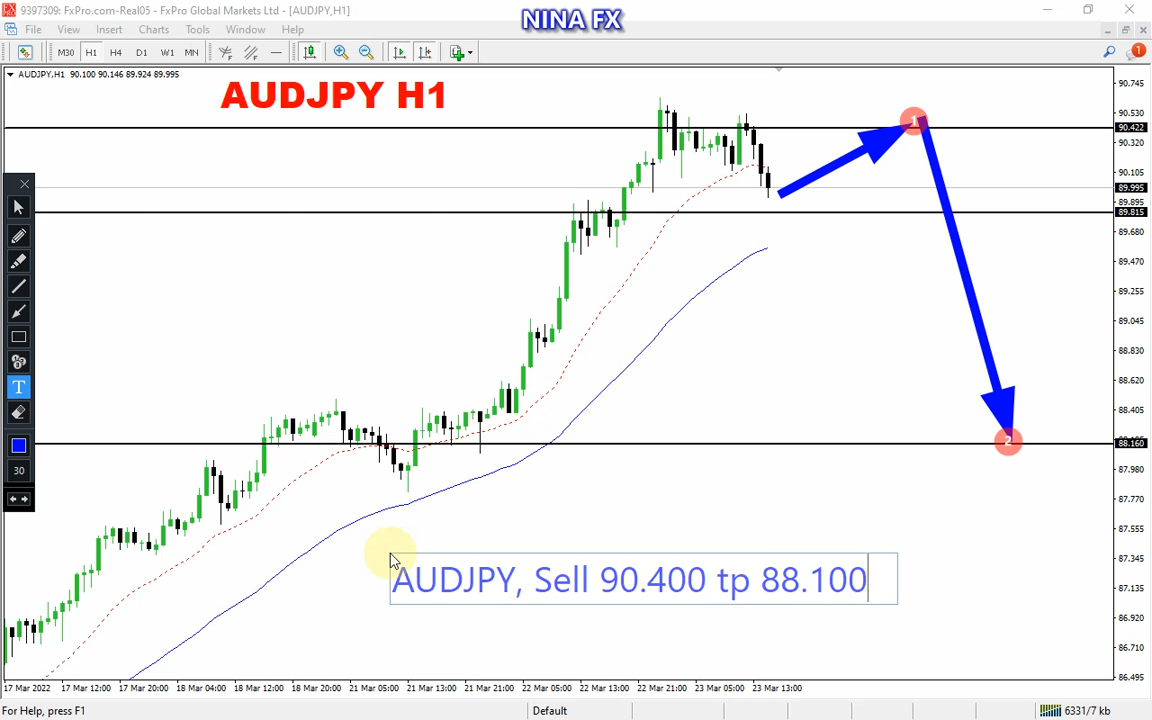 9397309: FxPro.com-Real05 - FxPro Global Markets Ltd - [AUDJPY,H1]
NINA FX
File View Insert Charts Tools Window Help
M30 H1 H4 D1 W1 MN
1
AUDJPY,H1 90.100 90.146 89.924 89.995
AUDJPY H1
90.745
90.530
90.422
90.320
90.105
89.995
89.895
89.815
89.680
89.470
89.255
89.045
88.830
88.620
88.405
88.160
87.980
87.770
87.555
87.345
87.135
86.920
86.710
86.495
1
2
T
30
AUDJPY, Sell 90.400 tp 88.100
17 Mar 2022 17 Mar 12:00 17 Mar 20:00 18 Mar 04:00 18 Mar 12:00 18 Mar 20:00 21 Mar 05:00 21 Mar 13:00 21 Mar 21:00 22 Mar 05:00 22 Mar 13:00 22 Mar 21:00 23 Mar 05:00 23 Mar 13:00
For Help, press F1 Default 6331/7 kb